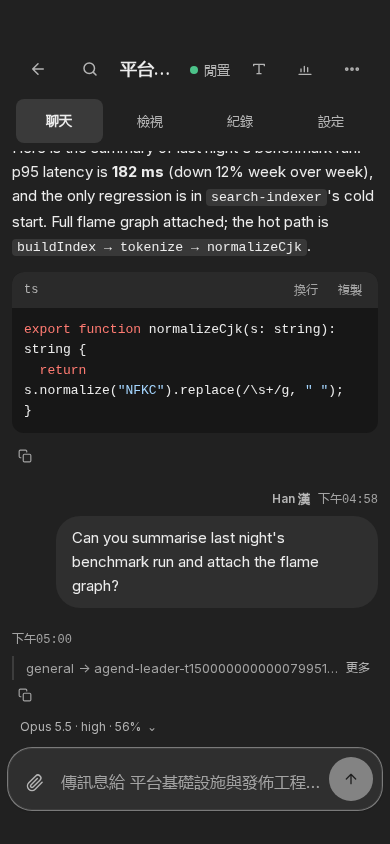 平台…
閒置
聊天
檢視
紀錄
設定
Here is the summary of last night's benchmark run:
p95 latency is 182 ms (down 12% week over week),
and the only regression is in search-indexer's cold
start. Full flame graph attached; the hot path is
buildIndex → tokenize → normalizeCjk.
ts
換行
複製
export function normalizeCjk(s: string):
string {
return
s.normalize("NFKC").replace(/\s+/g, " ");
}
Han 漢 下午04:58
Can you summarise last night's
benchmark run and attach the flame
graph?
下午05:00
general → agend-leader-t150000000000079951… 更多
Opus 5.5 · high · 56%
傳訊息給 平台基礎設施與發佈工程…